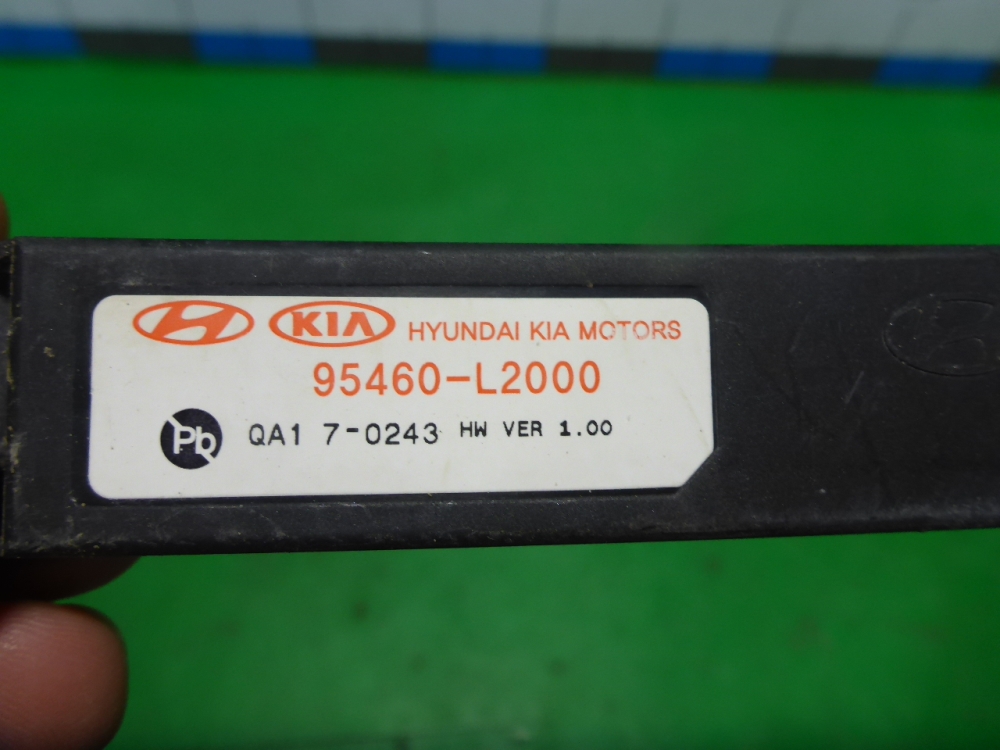 KIA HYUNDAI KIA MOTORS
95460-L2000
Pb QA1 7-0243 HW VER 1.00